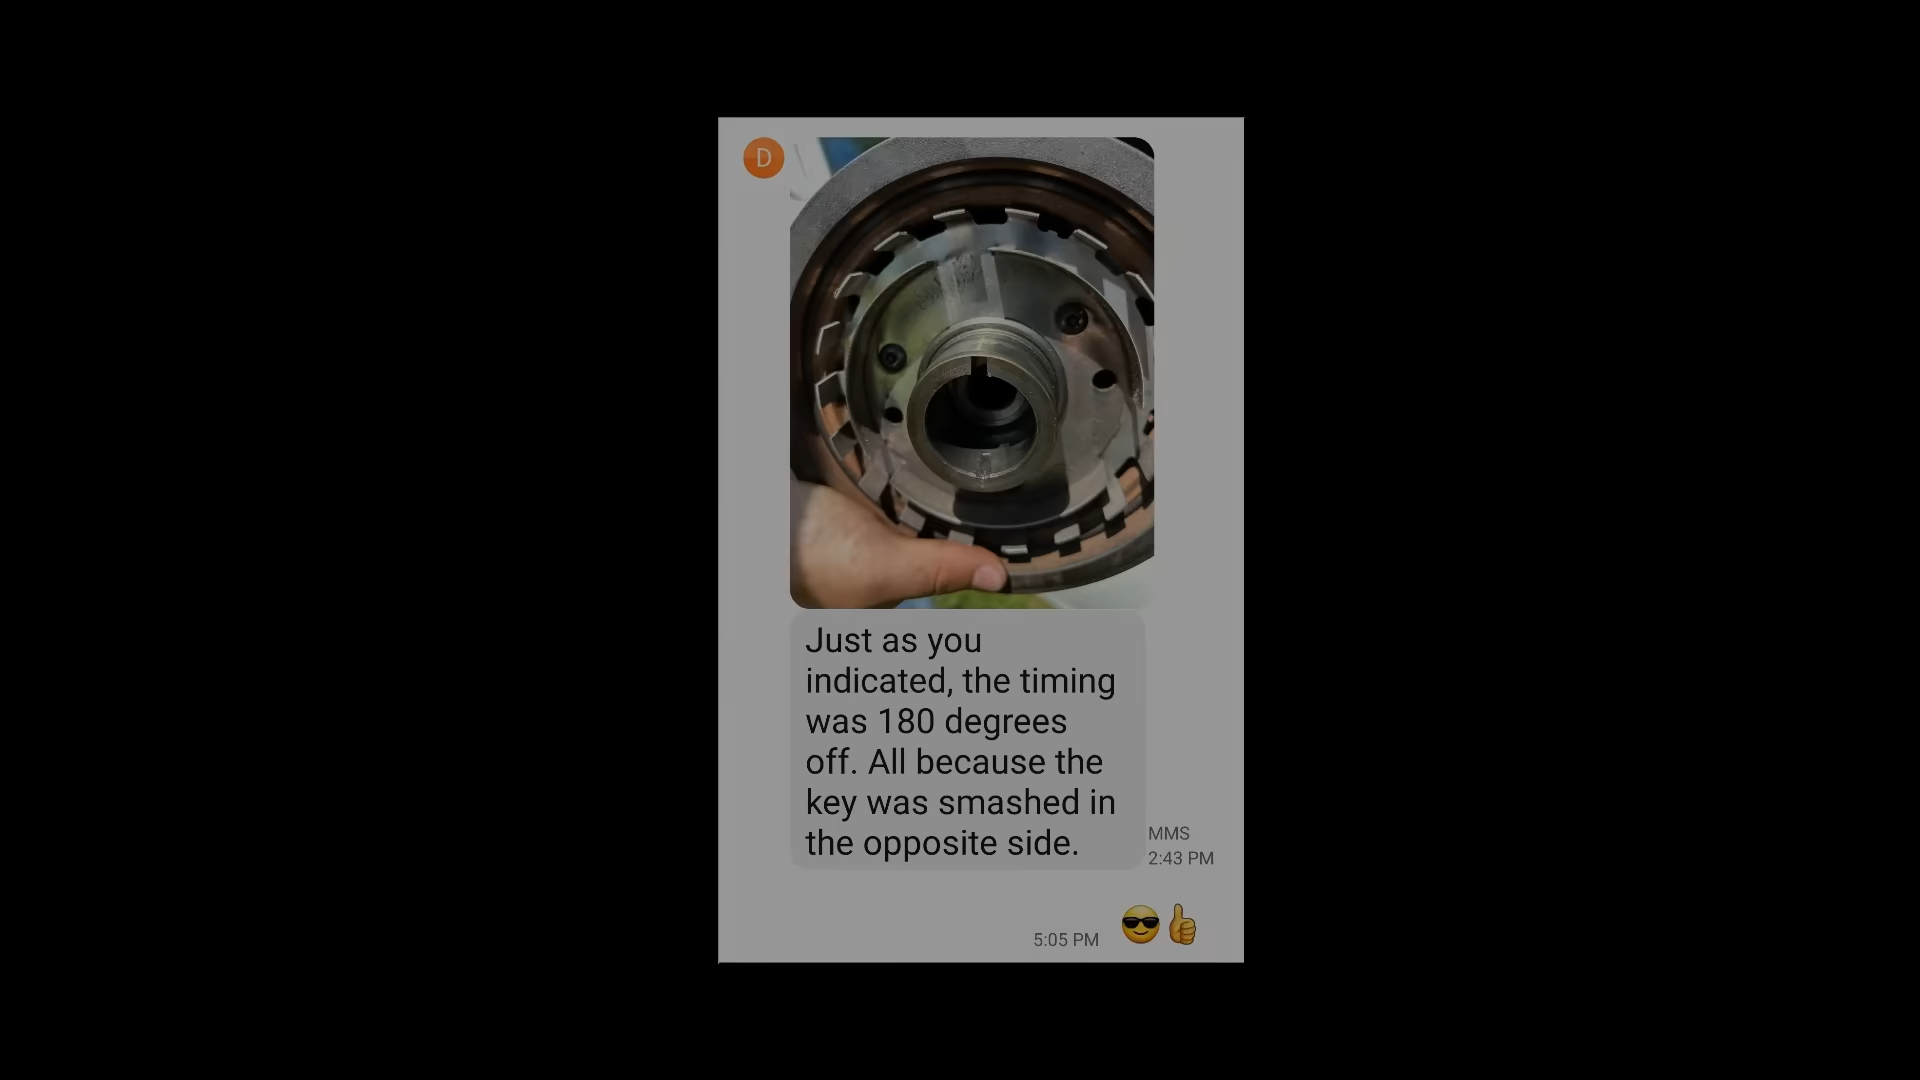 D
Just as you
indicated, the timing
was 180 degrees
off. All because the
key was smashed in
the opposite side.
MMS
2:43 PM
5:05 PM